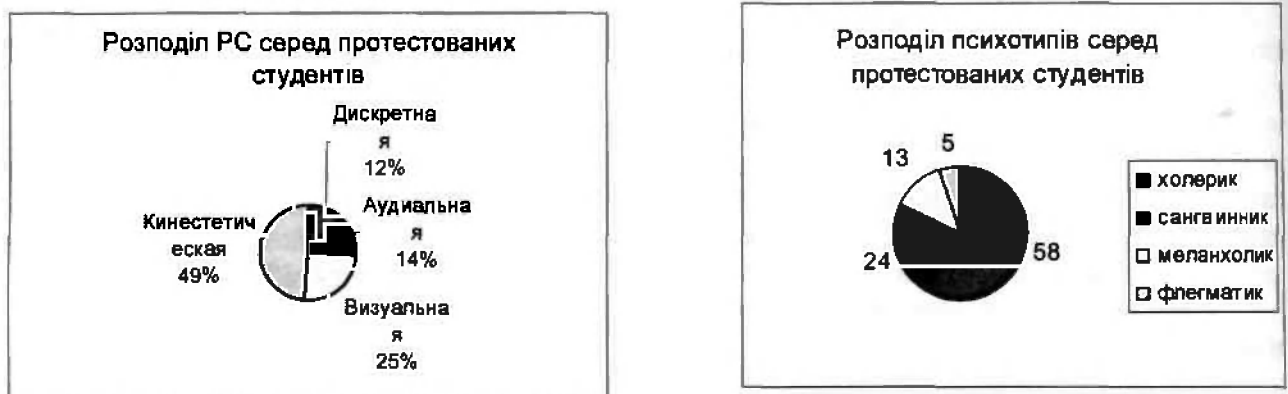 Розподіл РС серед протестованих
студентів
Дискретна
я
12%
Аудиальна
я
14%
Кинестетич
еская
49%
Визуальна
я
25%
Розподіл психотипів серед
протестованих студентів
13
5
24
58
холерик
сангвинник
меланхолик
флегматик